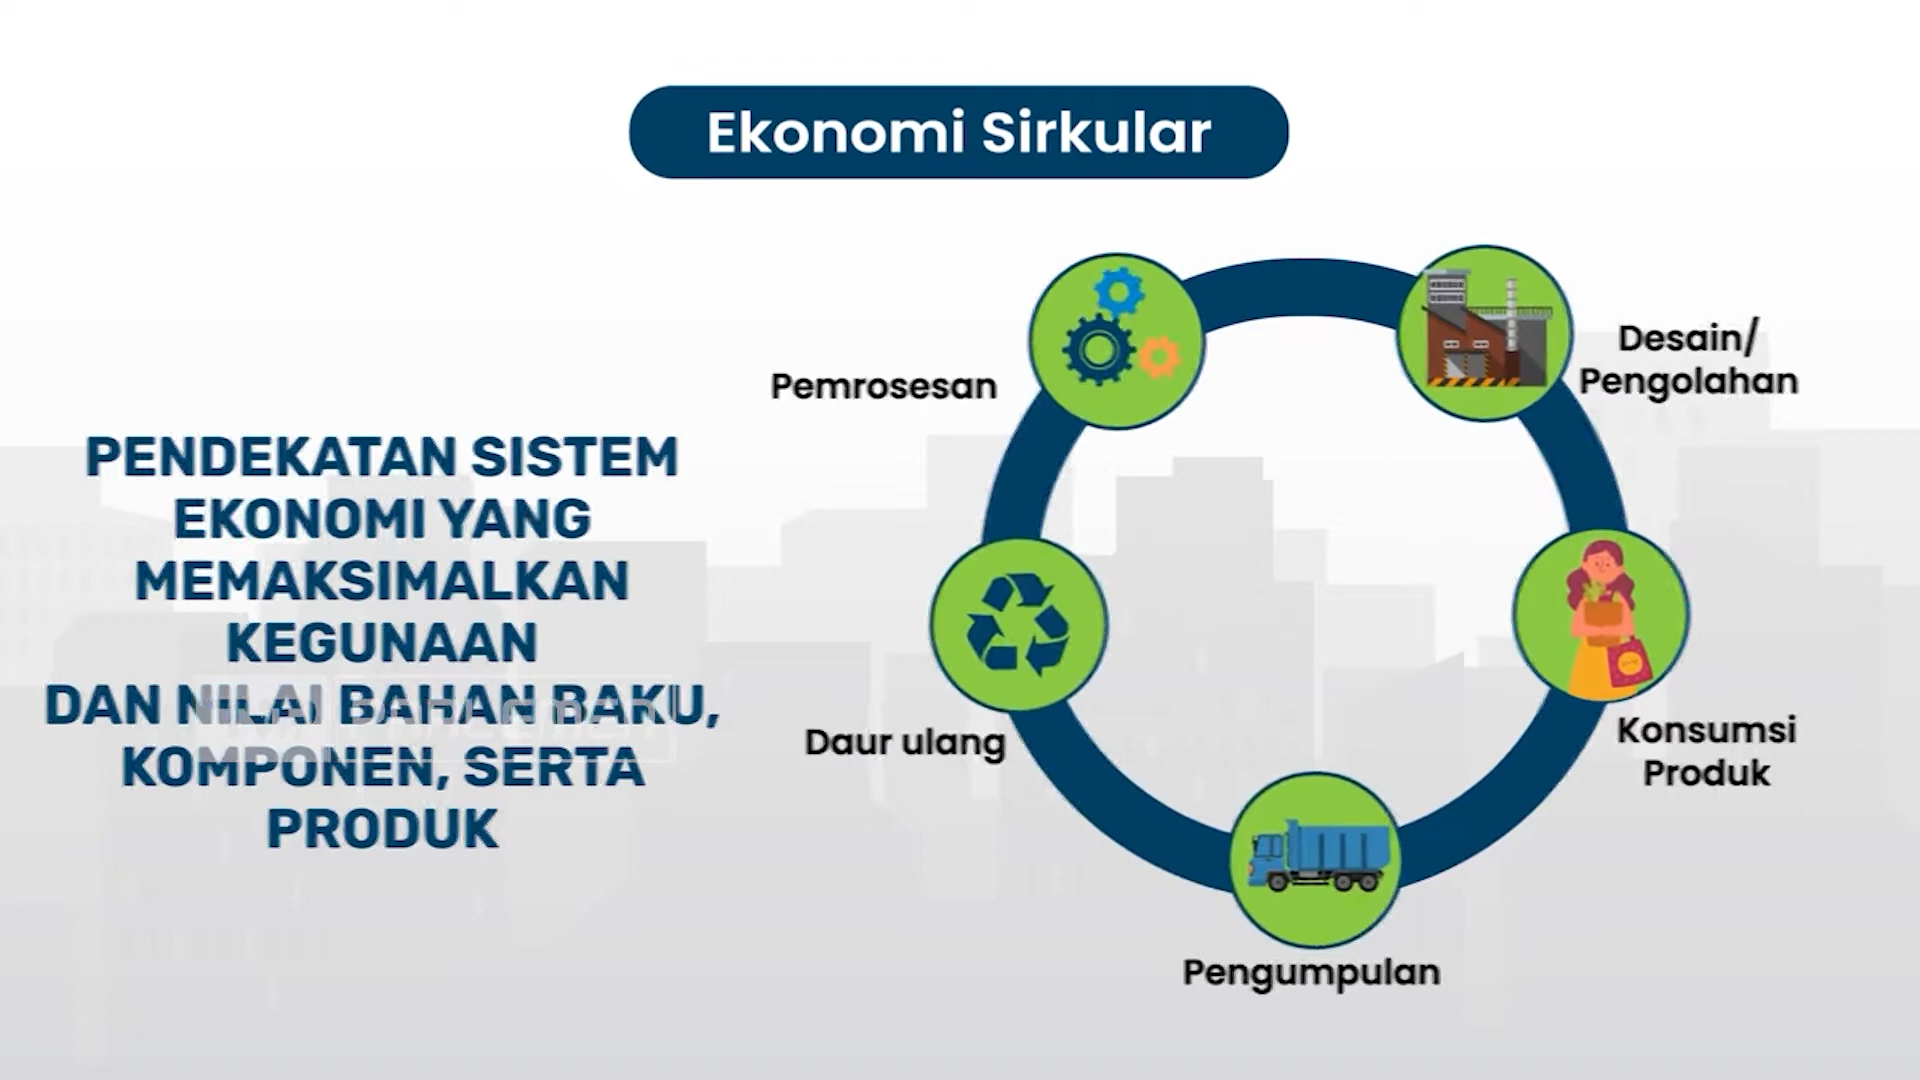 Ekonomi Sirkular
PENDEKATAN SISTEM
EKONOMI YANG
MEMAKSIMALKAN
KEGUNAAN
DAN NILAI BAHAN BAKU,
KOMPONEN, SERTA
PRODUK
Pemrosesan
Desain/
Pengolahan
Daur ulang
Konsumsi
Produk
Pengumpulan